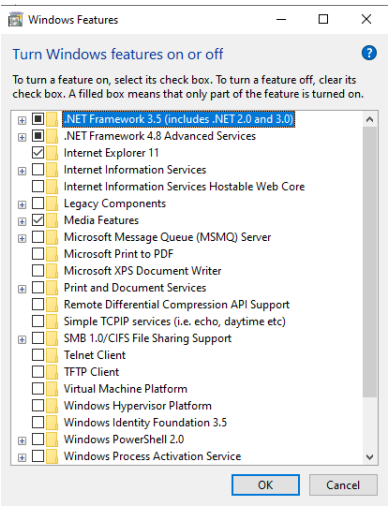 Windows Features
Turn Windows features on or off
To turn a feature on, select its check box. To turn a feature off, clear its
check box. A filled box means that only part of the feature is turned on.
.NET Framework 3.5 (includes .NET 2.0 and 3.0)
.NET Framework 4.8 Advanced Services
Internet Explorer 11
Internet Information Services
Internet Information Services Hostable Web Core
Legacy Components
Media Features
Microsoft Message Queue (MSMQ) Server
Microsoft Print to PDF
Microsoft XPS Document Writer
Print and Document Services
Remote Differential Compression API Support
Simple TCPIP services (i.e. echo, daytime etc)
SMB 1.0/CIFS File Sharing Support
Telnet Client
TFTP Client
Virtual Machine Platform
Windows Hypervisor Platform
Windows Identity Foundation 3.5
Windows PowerShell 2.0
Windows Process Activation Service
OK Cancel